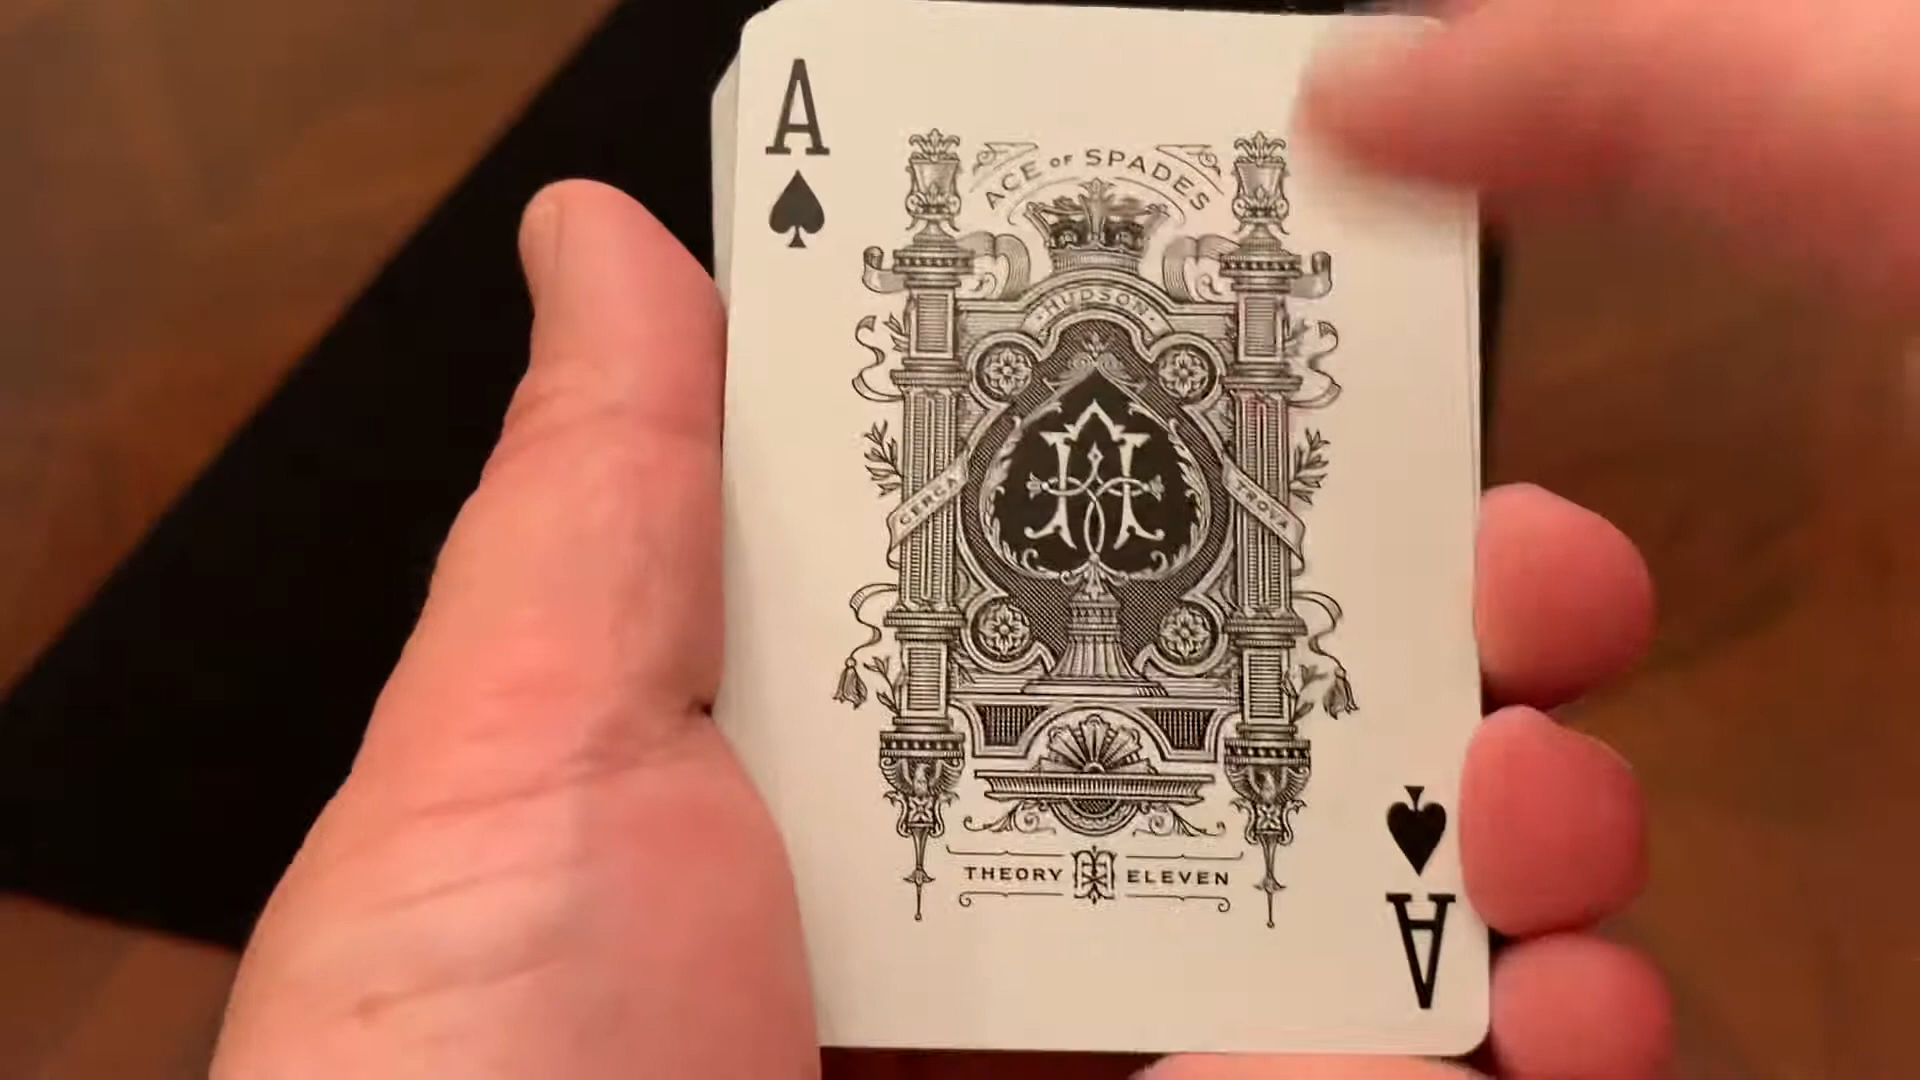 A
ACE OF SPADES
HUDSON
CERCA
TROVA
THEORY ELEVEN
A